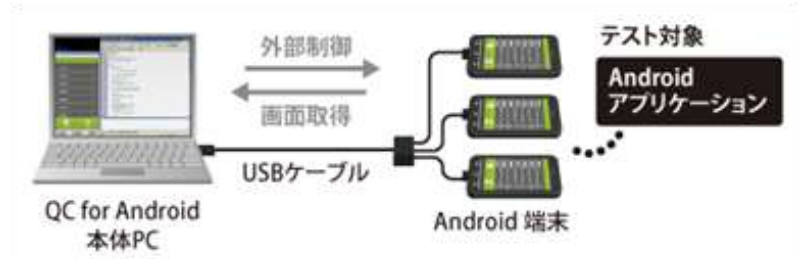 外部制御
画面取得
USBケーブル
QC for Android
本体PC
Android 端末
テスト対象
Android
アプリケーション